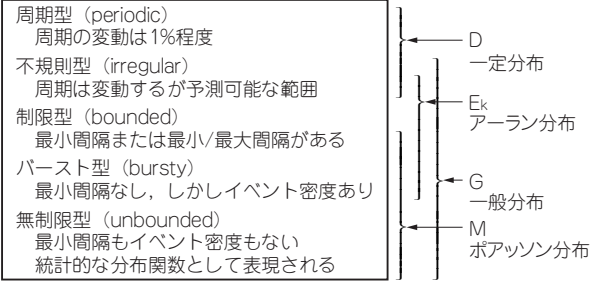 周期型（periodic）
周期の変動は1%程度
不規則型（irregular）
周期は変動するが予測可能な範囲
制限型（bounded）
最小間隔または最小/最大間隔がある
バースト型（bursty）
最小間隔なし，しかしイベント密度あり
無制限型（unbounded）
最小間隔もイベント密度もない
統計的な分布関数として表現される
D
一定分布
Ek
アーラン分布
G
一般分布
M
ポアッソン分布